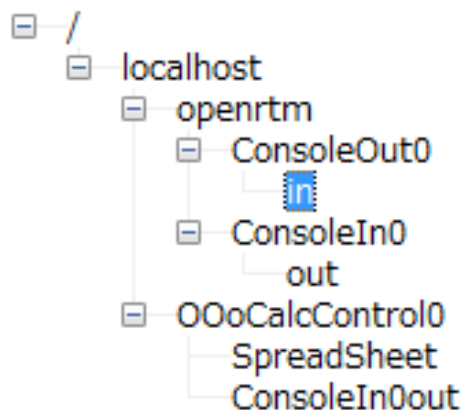 /
localhost
openrtm
ConsoleOut0
in
ConsoleIn0
out
OOoCalcControl0
SpreadSheet
ConsoleIn0out